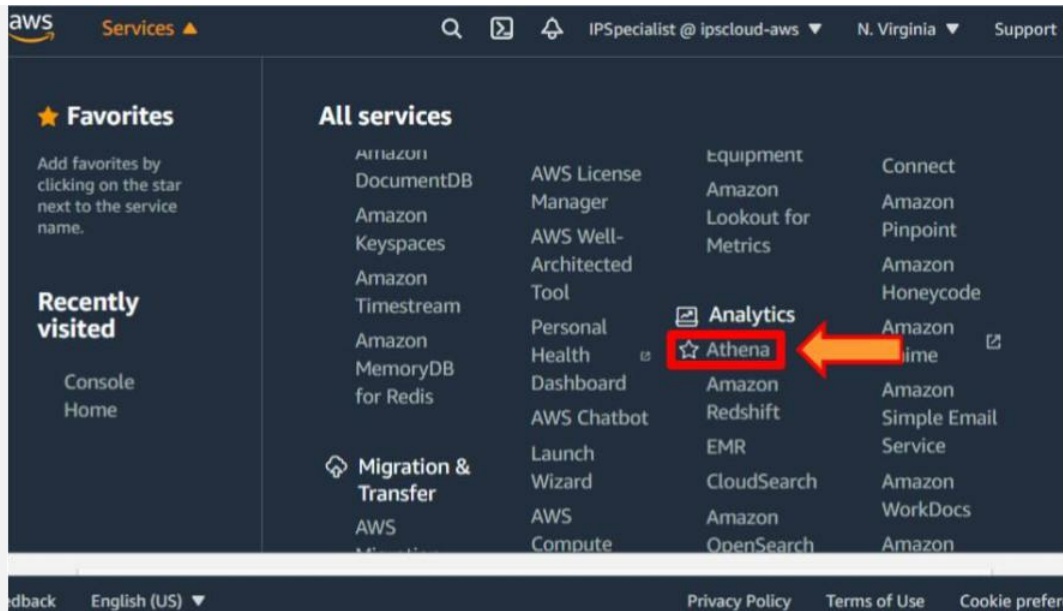 aws
Services ▲
IPSpecialist @ ipscloud-aws ▼
N. Virginia ▼
Support
Favorites
Add favorites by
clicking on the star
next to the service
name.
Recently
visited
Console
Home
All services
Amazon
DocumentDB
Amazon
Keyspaces
Amazon
Timestream
Amazon
MemoryDB
for Redis
Migration &
Transfer
AWS
AWS License
Manager
AWS Well-
Architected
Tool
Personal
Health
Dashboard
AWS Chatbot
Launch
Wizard
AWS
Compute
Equipment
Amazon
Lookout for
Metrics
Analytics
Athena
Amazon
Redshift
EMR
CloudSearch
Amazon
OpenSearch
Connect
Amazon
Pinpoint
Amazon
Honeycode
Amazon
Amazon
Simple Email
Service
Amazon
WorkDocs
Amazon
edback
English (US) ▼
Privacy Policy
Terms of Use
Cookie prefer